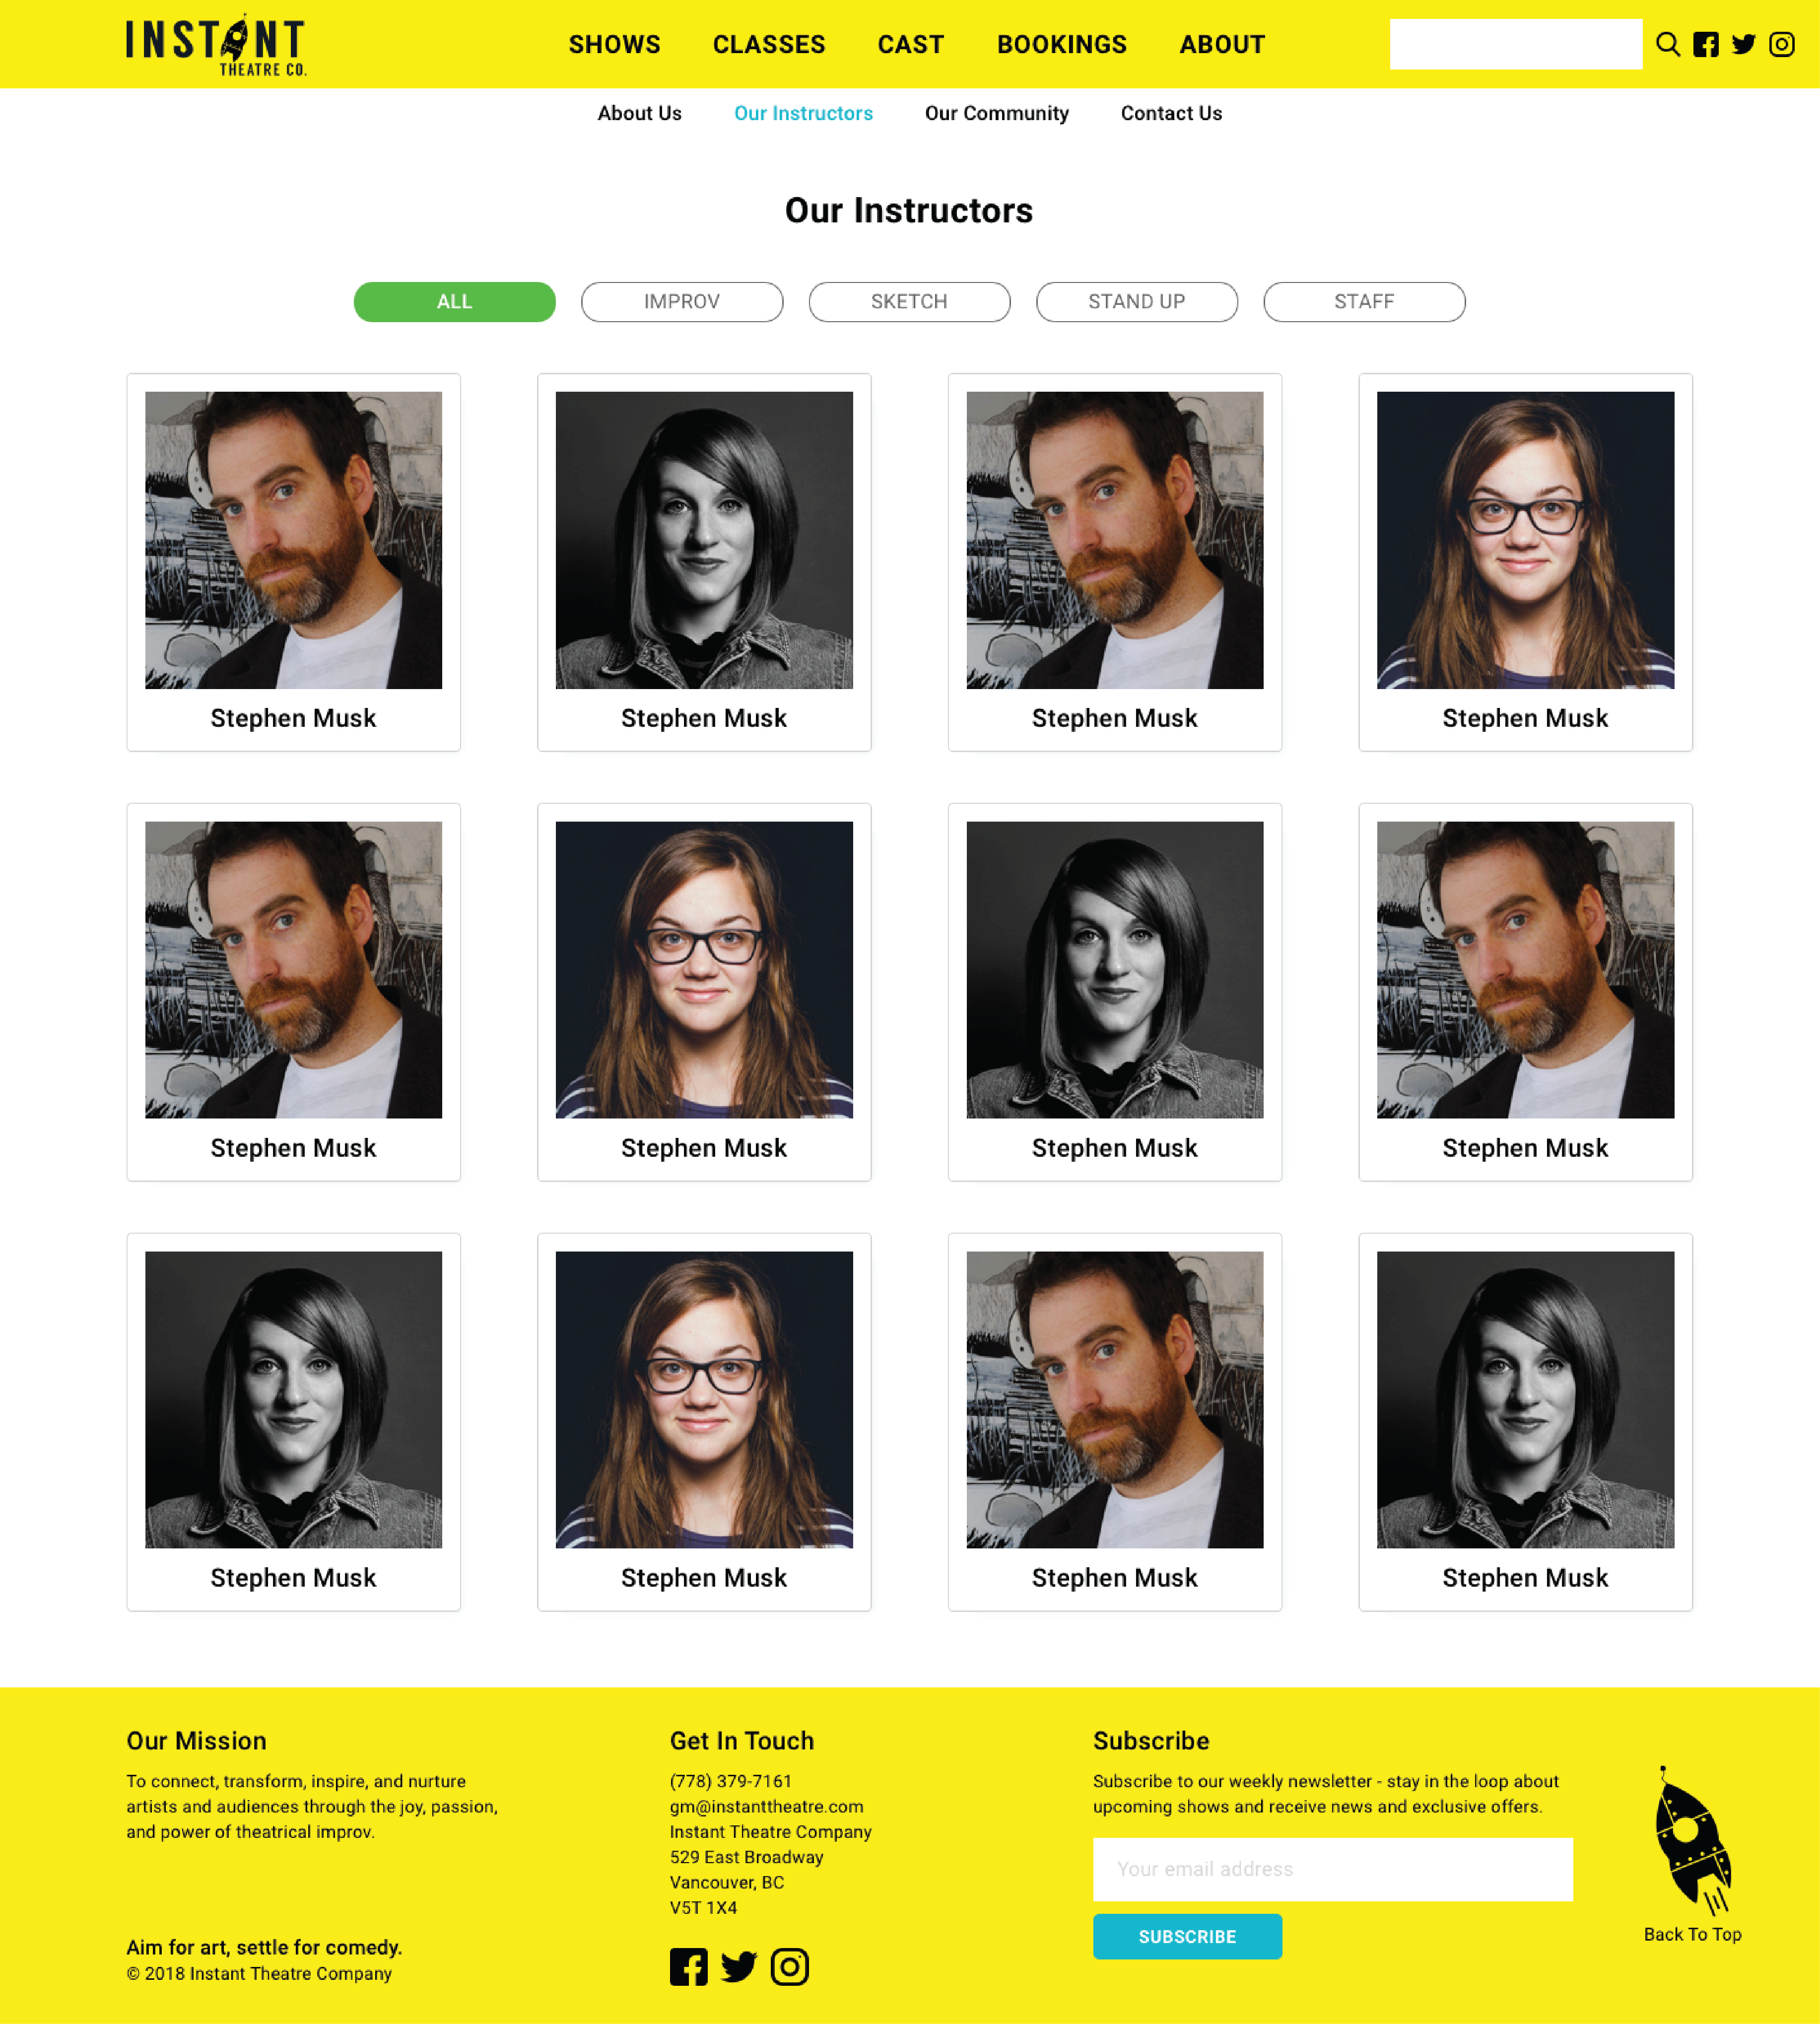 INSTANT
THEATRE CO.
SHOWS CLASSES CAST BOOKINGS ABOUT
About Us Our Instructors Our Community Contact Us
Our Instructors
ALL IMPROV SKETCH STAND UP STAFF
Stephen Musk Stephen Musk Stephen Musk Stephen Musk
Stephen Musk Stephen Musk Stephen Musk Stephen Musk
Stephen Musk Stephen Musk Stephen Musk Stephen Musk
Our Mission
To connect, transform, inspire, and nurture
artists and audiences through the joy, passion,
and power of theatrical improv.
Aim for art, settle for comedy.
© 2018 Instant Theatre Company
Get In Touch
(778) 379-7161
gm@instanttheatre.com
Instant Theatre Company
529 East Broadway
Vancouver, BC
V5T 1X4
Subscribe
Subscribe to our weekly newsletter - stay in the loop about
upcoming shows and receive news and exclusive offers.
Your email address
SUBSCRIBE
Back To Top